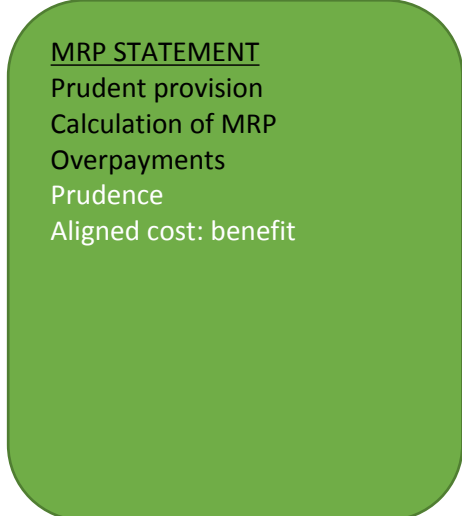 MRP STATEMENT
Prudent provision
Calculation of MRP
Overpayments
Prudence
Aligned cost: benefit